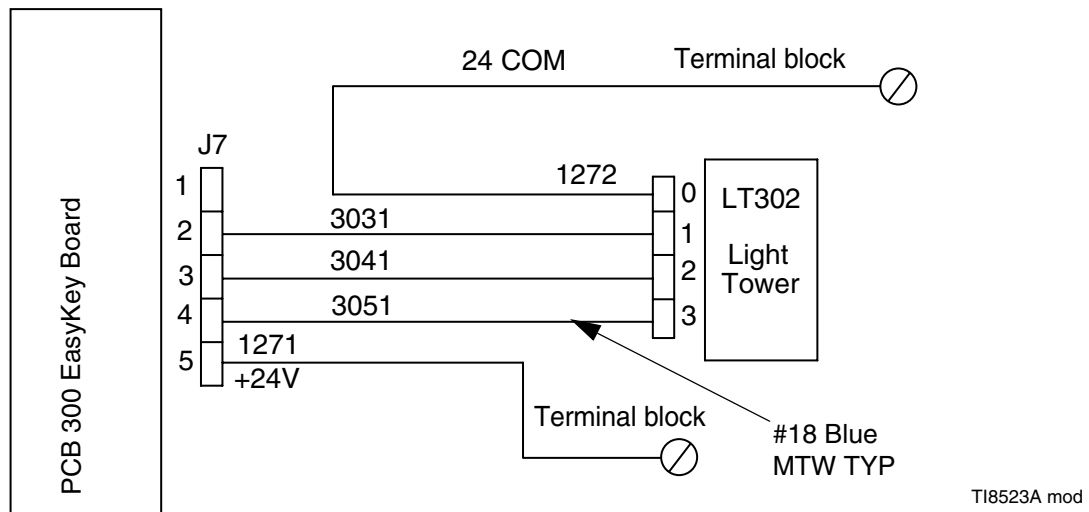 24 COM
Terminal block
J7
1
2
3
4
5
1272
3031
3041
3051
1271
+24V
0
1
2
3
LT302
Light
Tower
Terminal block
#18 Blue
MTW TYP
PCB 300 EasyKey Board
TI8523A mod